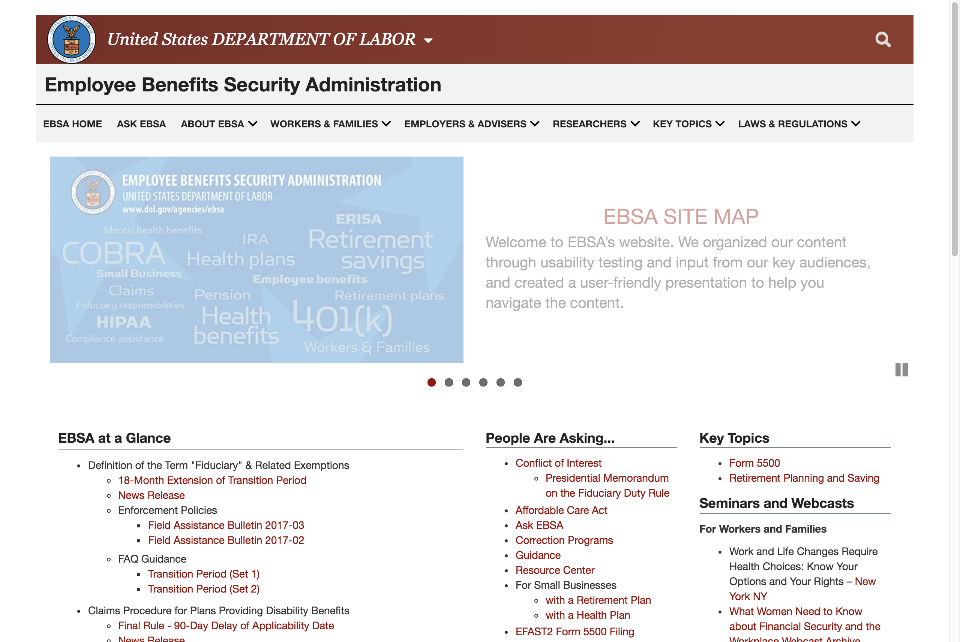 United States DEPARTMENT OF LABOR
Employee Benefits Security Administration
EBSA HOME ASK EBSA ABOUT EBSA WORKERS & FAMILIES EMPLOYERS & ADVISERS RESEARCHERS KEY TOPICS LAWS & REGULATIONS
EMPLOYEE BENEFITS SECURITY ADMINISTRATION
UNITED STATES DEPARTMENT OF LABOR
www.dol.gov/agencies/ebsa
ERISA
Mental health benefits
IRA
Retirement
COBRA
Health plans
savings
Small Business
Employee benefits
Claims
Pension
Retirement plans
Fiduciary responsibilities
Health
401(k)
HIPAA
benefits
Compliance assistance
Workers & Families
EBSA SITE MAP
Welcome to EBSA's website. We organized our content
through usability testing and input from our key audiences,
and created a user-friendly presentation to help you
navigate the content.
EBSA at a Glance
Definition of the Term "Fiduciary" & Related Exemptions
18-Month Extension of Transition Period
News Release
Enforcement Policies
Field Assistance Bulletin 2017-03
Field Assistance Bulletin 2017-02
FAQ Guidance
Transition Period (Set 1)
Transition Period (Set 2)
Claims Procedure for Plans Providing Disability Benefits
Final Rule - 90-Day Delay of Applicability Date
News Release
People Are Asking...
Conflict of Interest
Presidential Memorandum
on the Fiduciary Duty Rule
Affordable Care Act
Ask EBSA
Correction Programs
Guidance
Resource Center
For Small Businesses
with a Retirement Plan
with a Health Plan
EFAST2 Form 5500 Filing
Key Topics
Form 5500
Retirement Planning and Saving
Seminars and Webcasts
For Workers and Families
Work and Life Changes Require
Health Choices: Know Your
Options and Your Rights – New
York NY
What Women Need to Know
about Financial Security and the
Workplace Webcast Archive